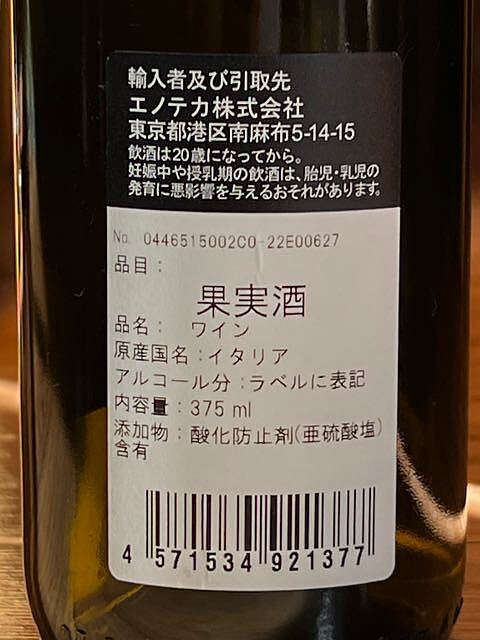 輸入者及び引取先
エノテカ株式会社
東京都港区南麻布5-14-15
飲酒は20歳になってから。
妊娠中や授乳期の飲酒は、胎児・乳児の
発育に悪影響を与えるおそれがあります。
No. 0446515002C0-22E00627
品目：
果実酒
品名： ワイン
原産国名：イタリア
アルコール分：ラベルに表記
内容量：375 ml
添加物：酸化防止剤(亜硫酸塩)
含有
4 571534 921377